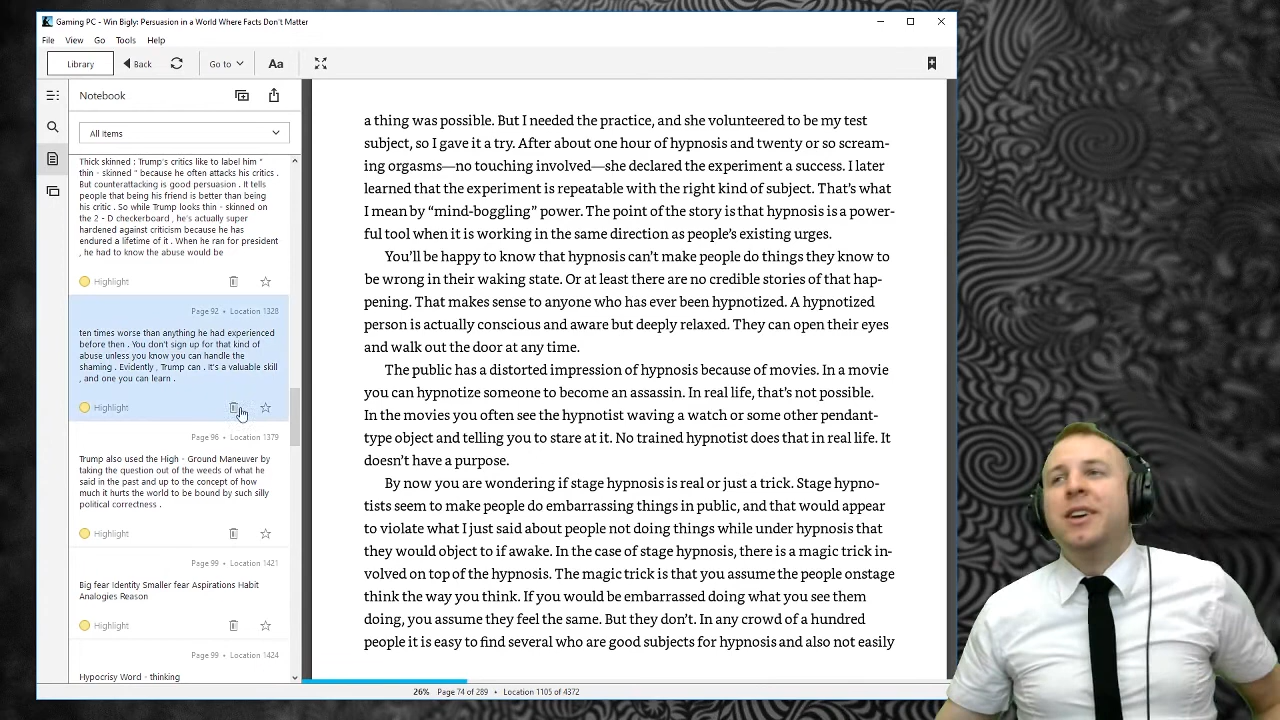 Gaming PC - Win Bigly: Persuasion in a World Where Facts Don't Matter
File View Go Tools Help
Library Back Go to Aa
Notebook
All Items
Thick skinned : Trump's critics like to label him "
thin - skinned " because he often attacks his critics .
But counterattacking is good persuasion . It tells
people that being his friend is better than being
his critic . So while Trump looks thin - skinned on
the 2 - D checkerboard , he's actually super
hardened against criticism because he has
endured a lifetime of it . When he ran for president
, he had to know the abuse would be
Highlight
Page 92 • Location 1328
ten times worse than anything he had experienced
before then . You don't sign up for that kind of
abuse unless you know you can handle the
shaming . Evidently , Trump can . It's a valuable skill
, and one you can learn .
Highlight
Page 96 • Location 1379
Trump also used the High - Ground Maneuver by
taking the question out of the weeds of what he
said in the past and up to the concept of how
much it hurts the world to be bound by such silly
political correctness .
Highlight
Page 99 • Location 1421
Big fear Identity Smaller fear Aspirations Habit
Analogies Reason
Highlight
Page 99 • Location 1424
Hypocrisy Word - thinking
a thing was possible. But I needed the practice, and she volunteered to be my test
subject, so I gave it a try. After about one hour of hypnosis and twenty or so scream-
ing orgasms—no touching involved—she declared the experiment a success. I later
learned that the experiment is repeatable with the right kind of subject. That's what
I mean by “mind-boggling” power. The point of the story is that hypnosis is a power-
ful tool when it is working in the same direction as people's existing urges.
You'll be happy to know that hypnosis can't make people do things they know to
be wrong in their waking state. Or at least there are no credible stories of that hap-
pening. That makes sense to anyone who has ever been hypnotized. A hypnotized
person is actually conscious and aware but deeply relaxed. They can open their eyes
and walk out the door at any time.
The public has a distorted impression of hypnosis because of movies. In a movie
you can hypnotize someone to become an assassin. In real life, that's not possible.
In the movies you often see the hypnotist waving a watch or some other pendant-
type object and telling you to stare at it. No trained hypnotist does that in real life. It
doesn't have a purpose.
By now you are wondering if stage hypnosis is real or just a trick. Stage hypno-
tists seem to make people do embarrassing things in public, and that would appear
to violate what I just said about people not doing things while under hypnosis that
they would object to if awake. In the case of stage hypnosis, there is a magic trick in-
volved on top of the hypnosis. The magic trick is that you assume the people onstage
think the way you think. If you would be embarrassed doing what you see them
doing, you assume they feel the same. But they don't. In any crowd of a hundred
people it is easy to find several who are good subjects for hypnosis and also not easily
26% Page 74 of 289 • Location 1105 of 4372